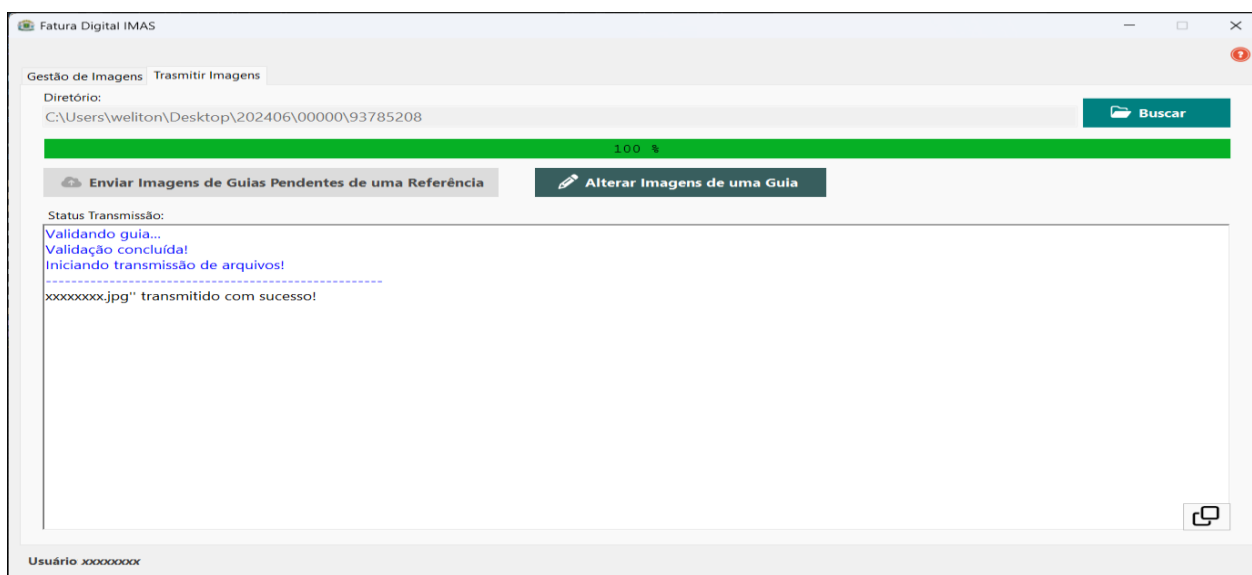 Fatura Digital IMAS
Gestão de Imagens Trasmitir Imagens
Diretório:
C:\Users\weliton\Desktop\202406\00000\93785208
Buscar
100 %
Enviar Imagens de Guias Pendentes de uma Referência
Alterar Imagens de uma Guia
Status Transmissão:
Validando guia...
Validação concluída!
Iniciando transmissão de arquivos!
-----------------------------------------------------
xxxxxxxx.jpg" transmitido com sucesso!
Usuário xxxxxxxx